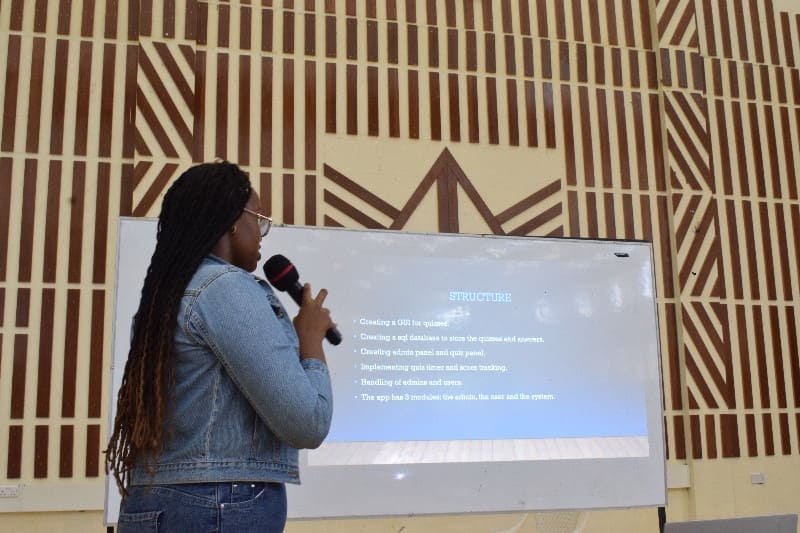 STRUCTURE
• Creating a GUI for quizzes.
• Creating a sql database to store the quizzes and answers.
• Creating admin panel and quiz panel.
• Implementing quiz timer and score tracking.
• Handling of admins and users.
• The app has 3 modules: the admin, the user and the system.